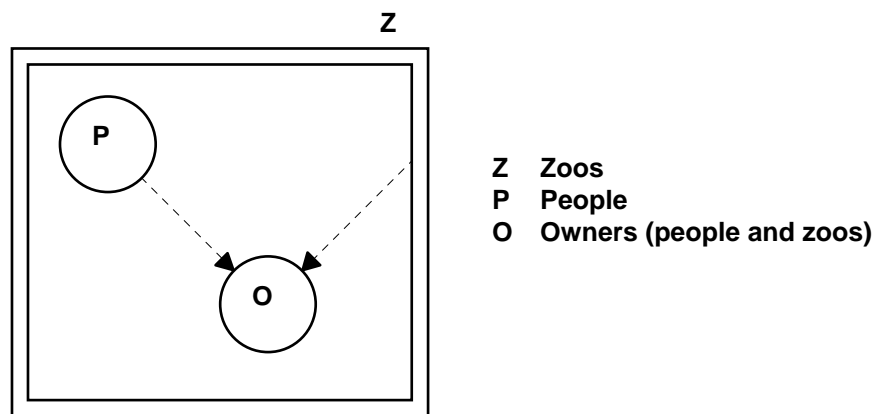 Z
P
O
Z Zoos
P People
O Owners (people and zoos)